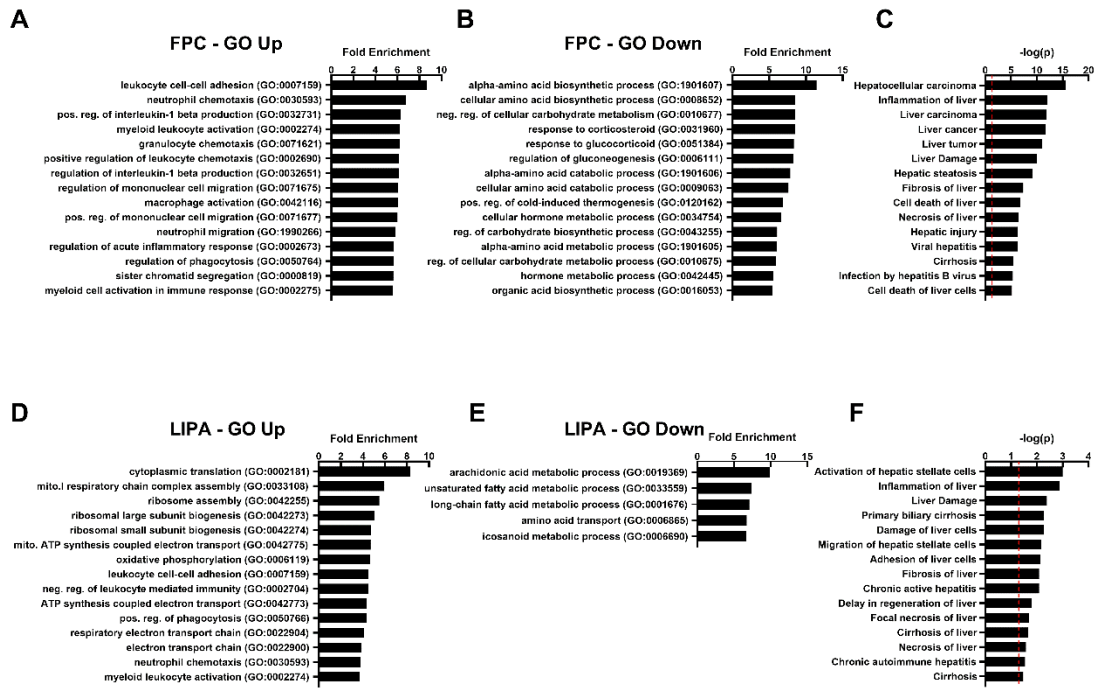 A
FPC - GO Up
Fold Enrichment
0 2 4 6 8 10
leukocyte cell-cell adhesion (GO:0007159)
neutrophil chemotaxis (GO:0030593)
pos. reg. of interleukin-1 beta production (GO:0032731)
myeloid leukocyte activation (GO:0002274)
granulocyte chemotaxis (GO:0071621)
positive regulation of leukocyte chemotaxis (GO:0002690)
regulation of interleukin-1 beta production (GO:0032651)
regulation of mononuclear cell migration (GO:0071675)
macrophage activation (GO:0042116)
pos. reg. of mononuclear cell migration (GO:0071677)
neutrophil migration (GO:1990266)
regulation of acute inflammatory response (GO:0002673)
regulation of phagocytosis (GO:0050764)
sister chromatid segregation (GO:0000819)
myeloid cell activation in immune response (GO:0002275)
B
FPC - GO Down
Fold Enrichment
0 5 10 15
alpha-amino acid biosynthetic process (GO:1901607)
cellular amino acid biosynthetic process (GO:0008652)
neg. reg. of cellular carbohydrate metabolism (GO:0010677)
response to corticosteroid (GO:0031960)
response to glucocorticoid (GO:0051384)
regulation of gluconeogenesis (GO:0006111)
alpha-amino acid catabolic process (GO:1901606)
cellular amino acid catabolic process (GO:0009063)
pos. reg. of cold-induced thermogenesis (GO:0120162)
cellular hormone metabolic process (GO:0034754)
reg. of carbohydrate biosynthetic process (GO:0043255)
alpha-amino acid metabolic process (GO:1901605)
reg. of cellular carbohydrate metabolic process (GO:0010675)
hormone metabolic process (GO:0042445)
organic acid biosynthetic process (GO:0016053)
C
-log(p)
0 5 10 15 20
Hepatocellular carcinoma
Inflammation of liver
Liver carcinoma
Liver cancer
Liver tumor
Liver Damage
Hepatic steatosis
Fibrosis of liver
Cell death of liver
Necrosis of liver
Hepatic injury
Viral hepatitis
Cirrhosis
Infection by hepatitis B virus
Cell death of liver cells
D
LIPA - GO Up
Fold Enrichment
0 2 4 6 8 10
cytoplasmic translation (GO:0002181)
mito.I respiratory chain complex assembly (GO:0033108)
ribosome assembly (GO:0042255)
ribosomal large subunit biogenesis (GO:0042273)
ribosomal small subunit biogenesis (GO:0042274)
mito. ATP synthesis coupled electron transport (GO:0042775)
oxidative phosphorylation (GO:0006119)
leukocyte cell-cell adhesion (GO:0007159)
neg. reg. of leukocyte mediated immunity (GO:0002704)
ATP synthesis coupled electron transport (GO:0042773)
pos. reg. of phagocytosis (GO:0050766)
respiratory electron transport chain (GO:0022904)
electron transport chain (GO:0022900)
neutrophil chemotaxis (GO:0030593)
myeloid leukocyte activation (GO:0002274)
E
LIPA - GO Down
Fold Enrichment
0 5 10 15
arachidonic acid metabolic process (GO:0019369)
unsaturated fatty acid metabolic process (GO:0033559)
long-chain fatty acid metabolic process (GO:0001676)
amino acid transport (GO:0006865)
icosanoid metabolic process (GO:0006690)
F
-log(p)
0 1 2 3 4
Activation of hepatic stellate cells
Inflammation of liver
Liver Damage
Primary biliary cirrhosis
Damage of liver cells
Migration of hepatic stellate cells
Adhesion of liver cells
Fibrosis of liver
Chronic active hepatitis
Delay in regeneration of liver
Focal necrosis of liver
Cirrhosis of liver
Necrosis of liver
Chronic autoimmune hepatitis
Cirrhosis